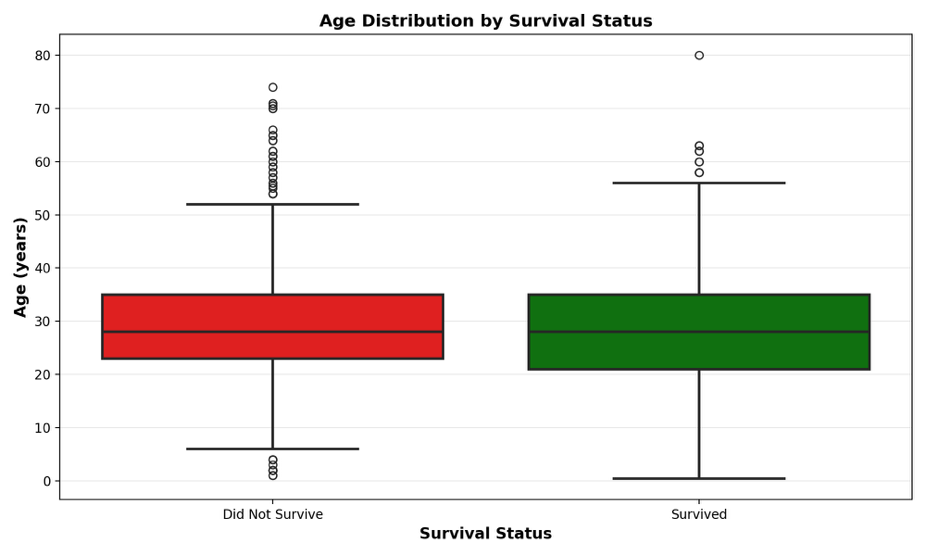 Age Distribution by Survival Status
Age (years)
80
70
60
50
40
30
20
10
0
Did Not Survive
Survived
Survival Status